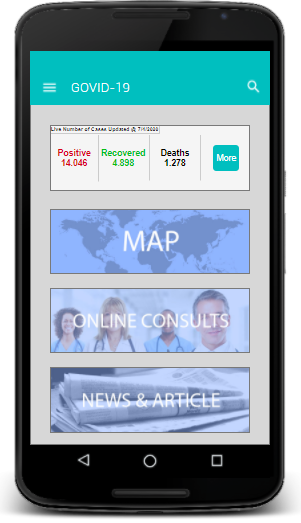 GOVID-19
Live Number of Cases Updated @ 7/4/2020
Positive Recovered Deaths
14.046 4.898 1.278
More
MAP
ONLINE CONSULTS
NEWS & ARTICLE